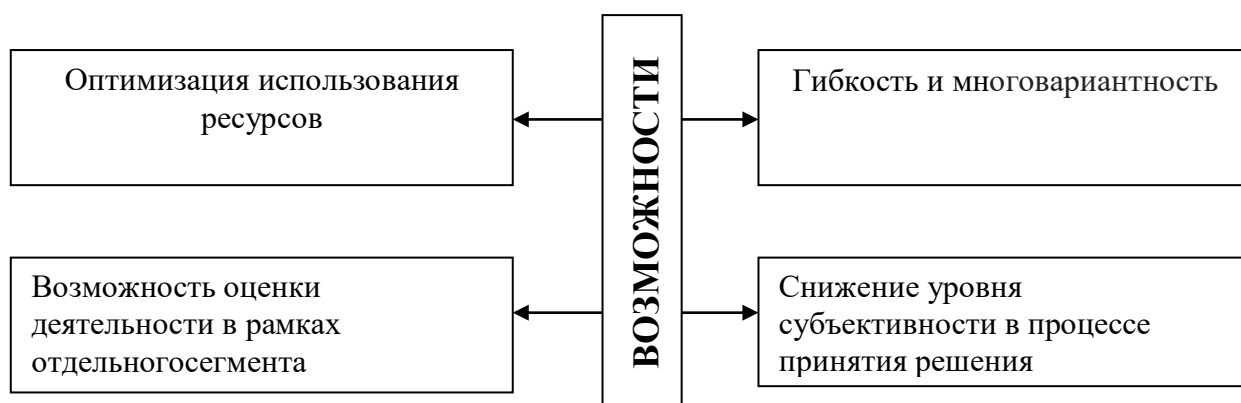 Оптимизация использования
ресурсов
ВОЗМОЖНОСТИ
Гибкость и многовариантность
Возможность оценки
деятельности в рамках
отдельногосегмента
Снижение уровня
субъективности в процессе
принятия решения